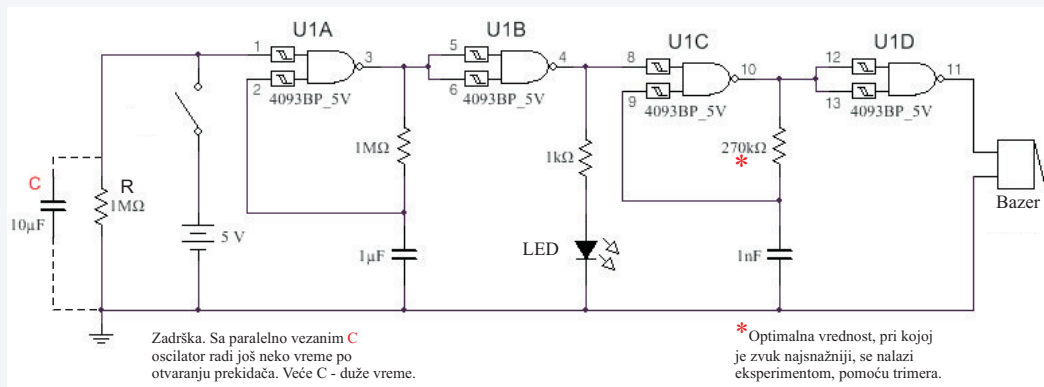 U1A
U1B
U1C
U1D
1
2
3
4093BP_5V
5
6
4
4093BP_5V
8
9
10
4093BP_5V
12
13
11
4093BP_5V
C
10µF
R
1MΩ
5 V
1MΩ
1µF
1kΩ
LED
270kΩ
*
1nF
Bazer
Zadrška. Sa paralelno vezanim C
oscilator radi još neko vreme po
otvaranju prekidača. Veće C - duže vreme.
*Optimalna vrednost, pri kojoj
je zvuk najsnažniji, se nalazi
eksperimentom, pomoću trimera.